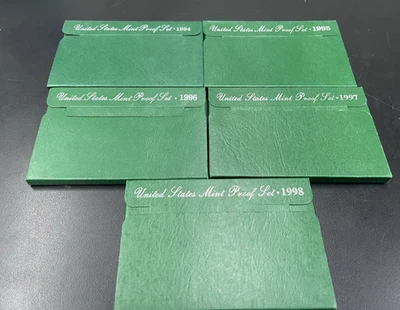 United States Mint Proof Set • 1994
United States Mint Proof Set • 1995
United States Mint Proof Set • 1996
United States Mint Proof Set • 1997
United States Mint Proof Set • 1998